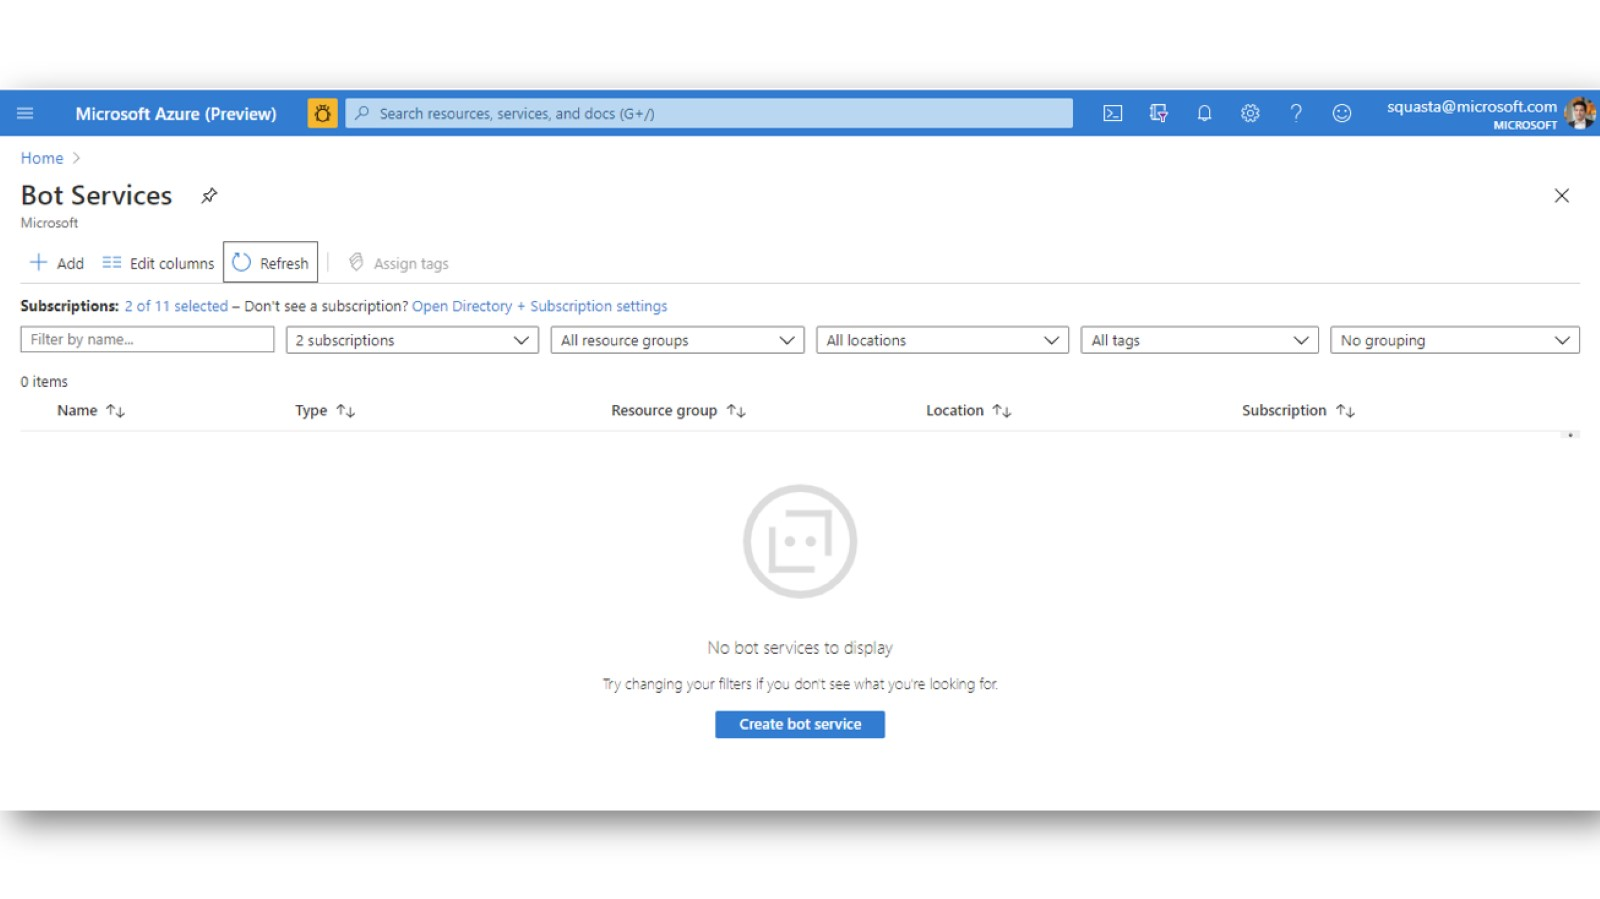 Microsoft Azure (Preview)
Search resources, services, and docs (G+/)
squasta@microsoft.com
MICROSOFT
Home
Bot Services
Microsoft
Add Edit columns Refresh Assign tags
Subscriptions: 2 of 11 selected – Don't see a subscription? Open Directory + Subscription settings
Filter by name... 2 subscriptions All resource groups All locations All tags No grouping
0 items
Name Type Resource group Location Subscription
No bot services to display
Try changing your filters if you don't see what you're looking for.
Create bot service